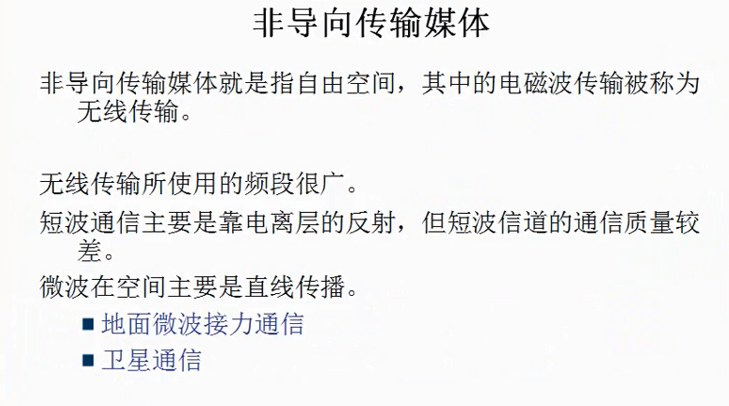 非导向传输媒体
非导向传输媒体就是指自由空间，其中的电磁波传输被称为
无线传输。
无线传输所使用的频段很广。
短波通信主要是靠电离层的反射，但短波信道的通信质量较
差。
微波在空间主要是直线传播。
地面微波接力通信
卫星通信